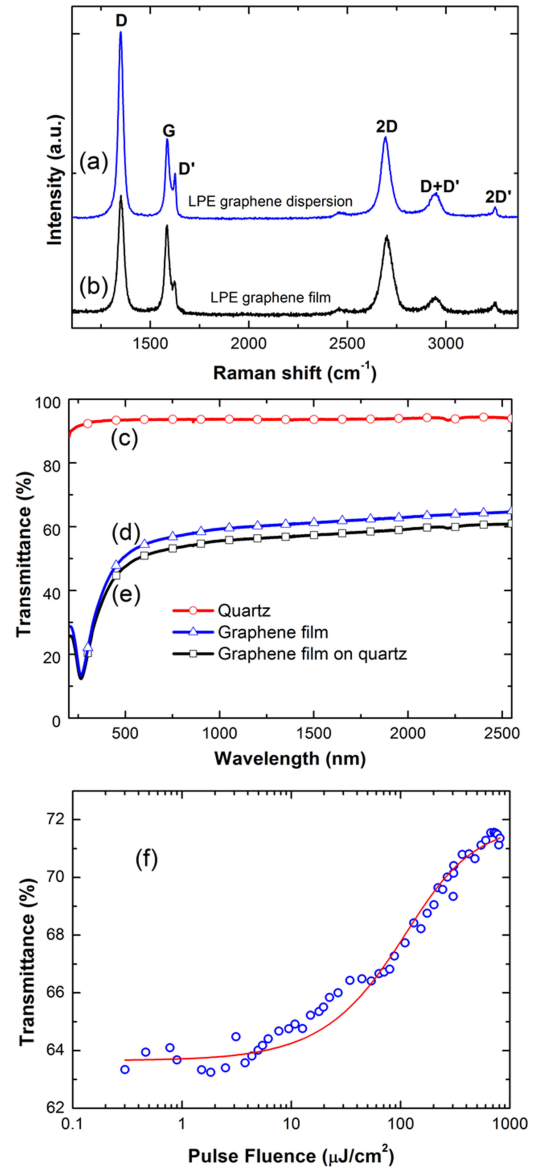 D
G
D'
2D
D+D'
2D'
(a)
LPE graphene dispersion
(b)
LPE graphene film
Intensity (a.u.)
1500 2000 2500 3000
Raman shift (cm⁻¹)
100
80
60
40
20
0
Transmittance (%)
(c)
(d)
(e)
Quartz
Graphene film
Graphene film on quartz
500 1000 1500 2000 2500
Wavelength (nm)
(f)
72
70
68
66
64
62
Transmittance (%)
0.1 1 10 100 1000
Pulse Fluence (μJ/cm²)